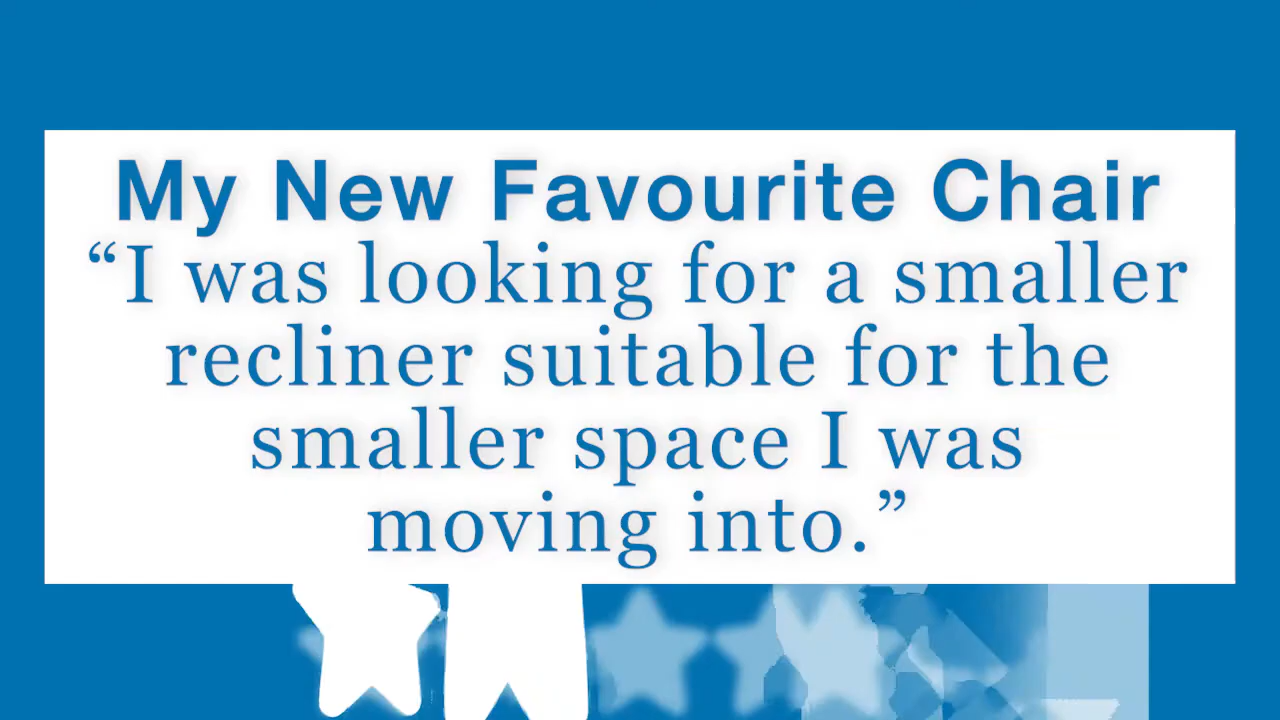 My New Favourite Chair
“I was looking for a smaller
recliner suitable for the
smaller space I was
moving into.”